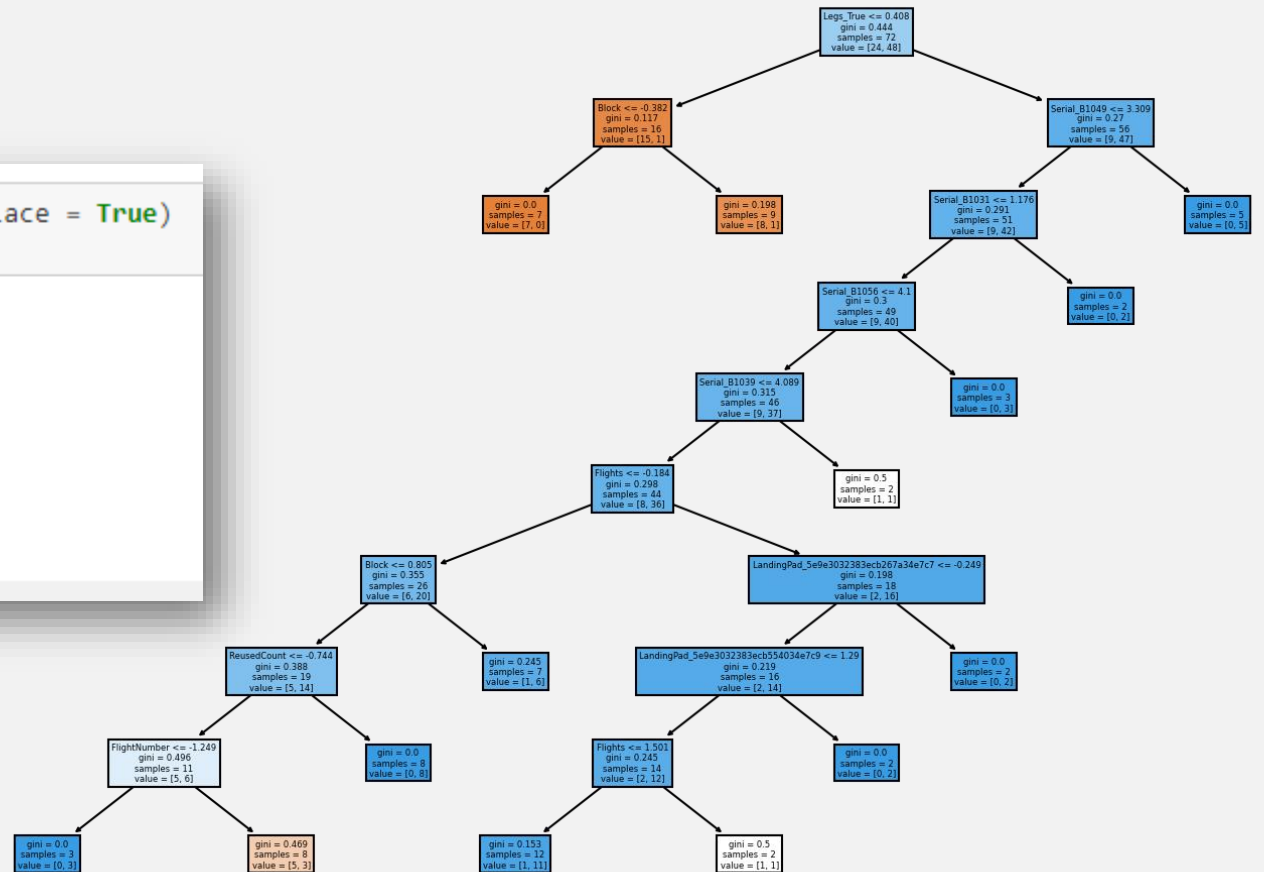 Legs_True <= 0.408
gini = 0.444
samples = 72
value = [24, 48]
Block <= -0.382
gini = 0.117
samples = 16
value = [15, 1]
Serial_B1049 <= 3.309
gini = 0.27
samples = 56
value = [9, 47]
ace = True)
gini = 0.0
samples = 7
value = [7, 0]
gini = 0.198
samples = 9
value = [8, 1]
Serial_B1031 <= 1.176
gini = 0.291
samples = 51
value = [9, 42]
gini = 0.0
samples = 5
value = [0, 5]
Serial_B1056 <= 4.1
gini = 0.3
samples = 49
value = [9, 40]
gini = 0.0
samples = 2
value = [0, 2]
Serial_B1039 <= 4.089
gini = 0.315
samples = 46
value = [9, 37]
gini = 0.0
samples = 3
value = [0, 3]
Flights <= -0.184
gini = 0.298
samples = 44
value = [8, 36]
gini = 0.5
samples = 2
value = [1, 1]
Block <= 0.805
gini = 0.355
samples = 26
value = [6, 20]
LandingPad_5e9e3032383ecb267a34e7c7 <= -0.249
gini = 0.198
samples = 18
value = [2, 16]
ReusedCount <= -0.744
gini = 0.388
samples = 19
value = [5, 14]
gini = 0.245
samples = 7
value = [1, 6]
LandingPad_5e9e3032383ecb554034e7c9 <= 1.29
gini = 0.219
samples = 16
value = [2, 14]
gini = 0.0
samples = 2
value = [0, 2]
FlightNumber <= -1.249
gini = 0.496
samples = 11
value = [5, 6]
gini = 0.0
samples = 8
value = [0, 8]
Flights <= 1.501
gini = 0.245
samples = 14
value = [2, 12]
gini = 0.0
samples = 2
value = [0, 2]
gini = 0.0
samples = 3
value = [0, 3]
gini = 0.469
samples = 8
value = [5, 3]
gini = 0.153
samples = 12
value = [1, 11]
gini = 0.5
samples = 2
value = [1, 1]